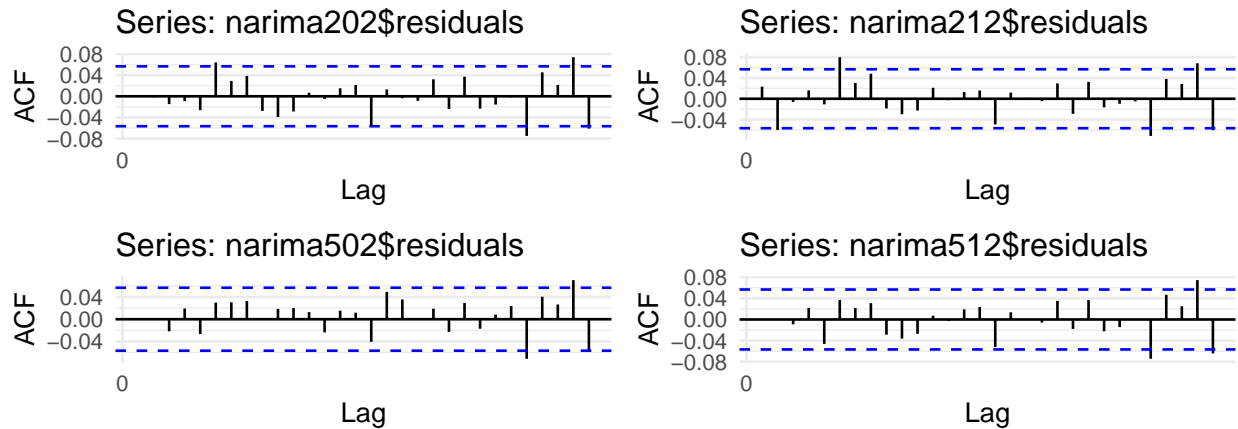 Series: narima202$residuals
ACF
0.08
0.04
0.00
−0.04
−0.08
0
Lag
Series: narima212$residuals
ACF
0.08
0.04
0.00
−0.04
0
Lag
Series: narima502$residuals
ACF
0.04
0.00
−0.04
0
Lag
Series: narima512$residuals
ACF
0.08
0.04
0.00
−0.04
−0.08
0
Lag